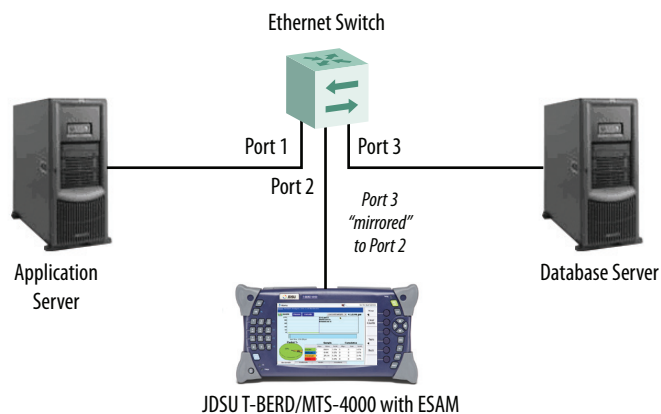 Ethernet Switch
Port 1
Port 2
Port 3
Port 3
"mirrored"
to Port 2
Application
Server
Database Server
JDSU T-BERD/MTS-4000 with ESAM